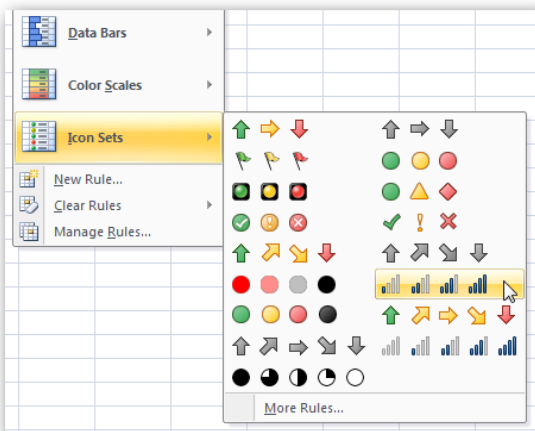 Data Bars
Color Scales
Icon Sets
New Rule...
Clear Rules
Manage Rules...
More Rules...